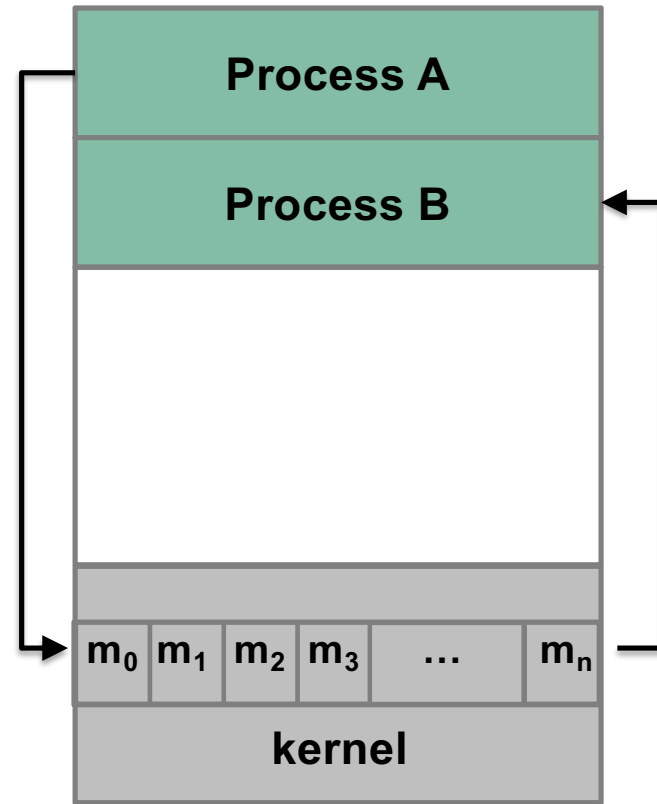 Process A
Process B
m₀ m₁ m₂ m₃ … mₙ
kernel